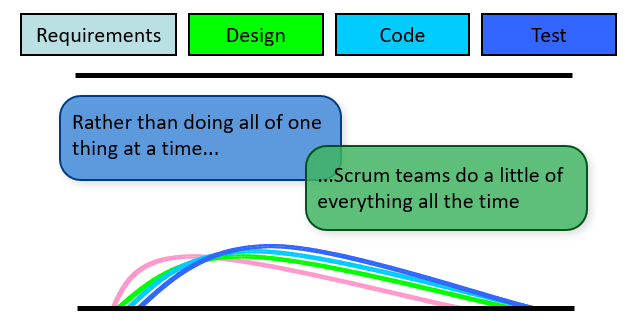 Requirements
Design
Code
Test
Rather than doing all of one
thing at a time...
...Scrum teams do a little of
everything all the time